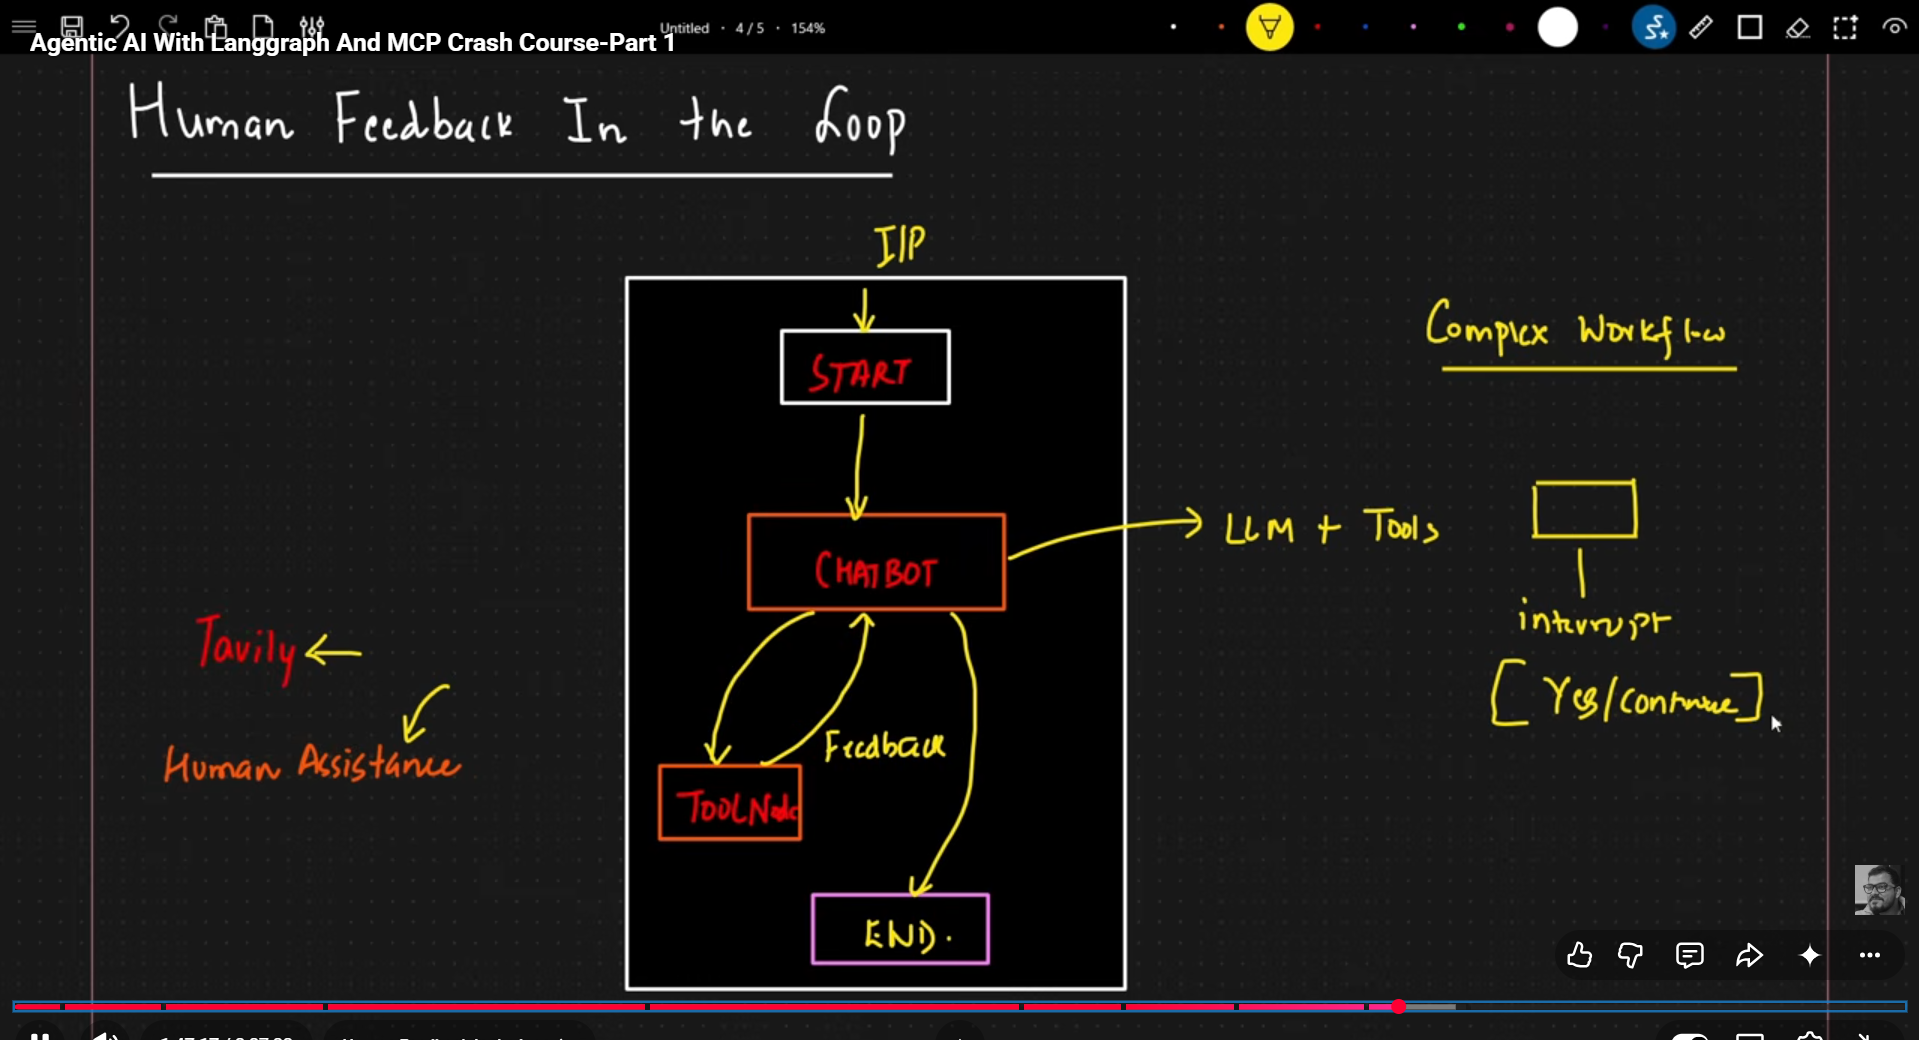 Untitled · 4 / 5 · 154%
Agentic AI With Langgraph And MCP Crash Course-Part 1
Human Feedback In the Loop
I/P
START
Complex Workflow
CHATBOT
LLM + Tools
interrupt
Tavily
[Yes/Continue]
Feedback
Human Assistance
TOOLNode
END.